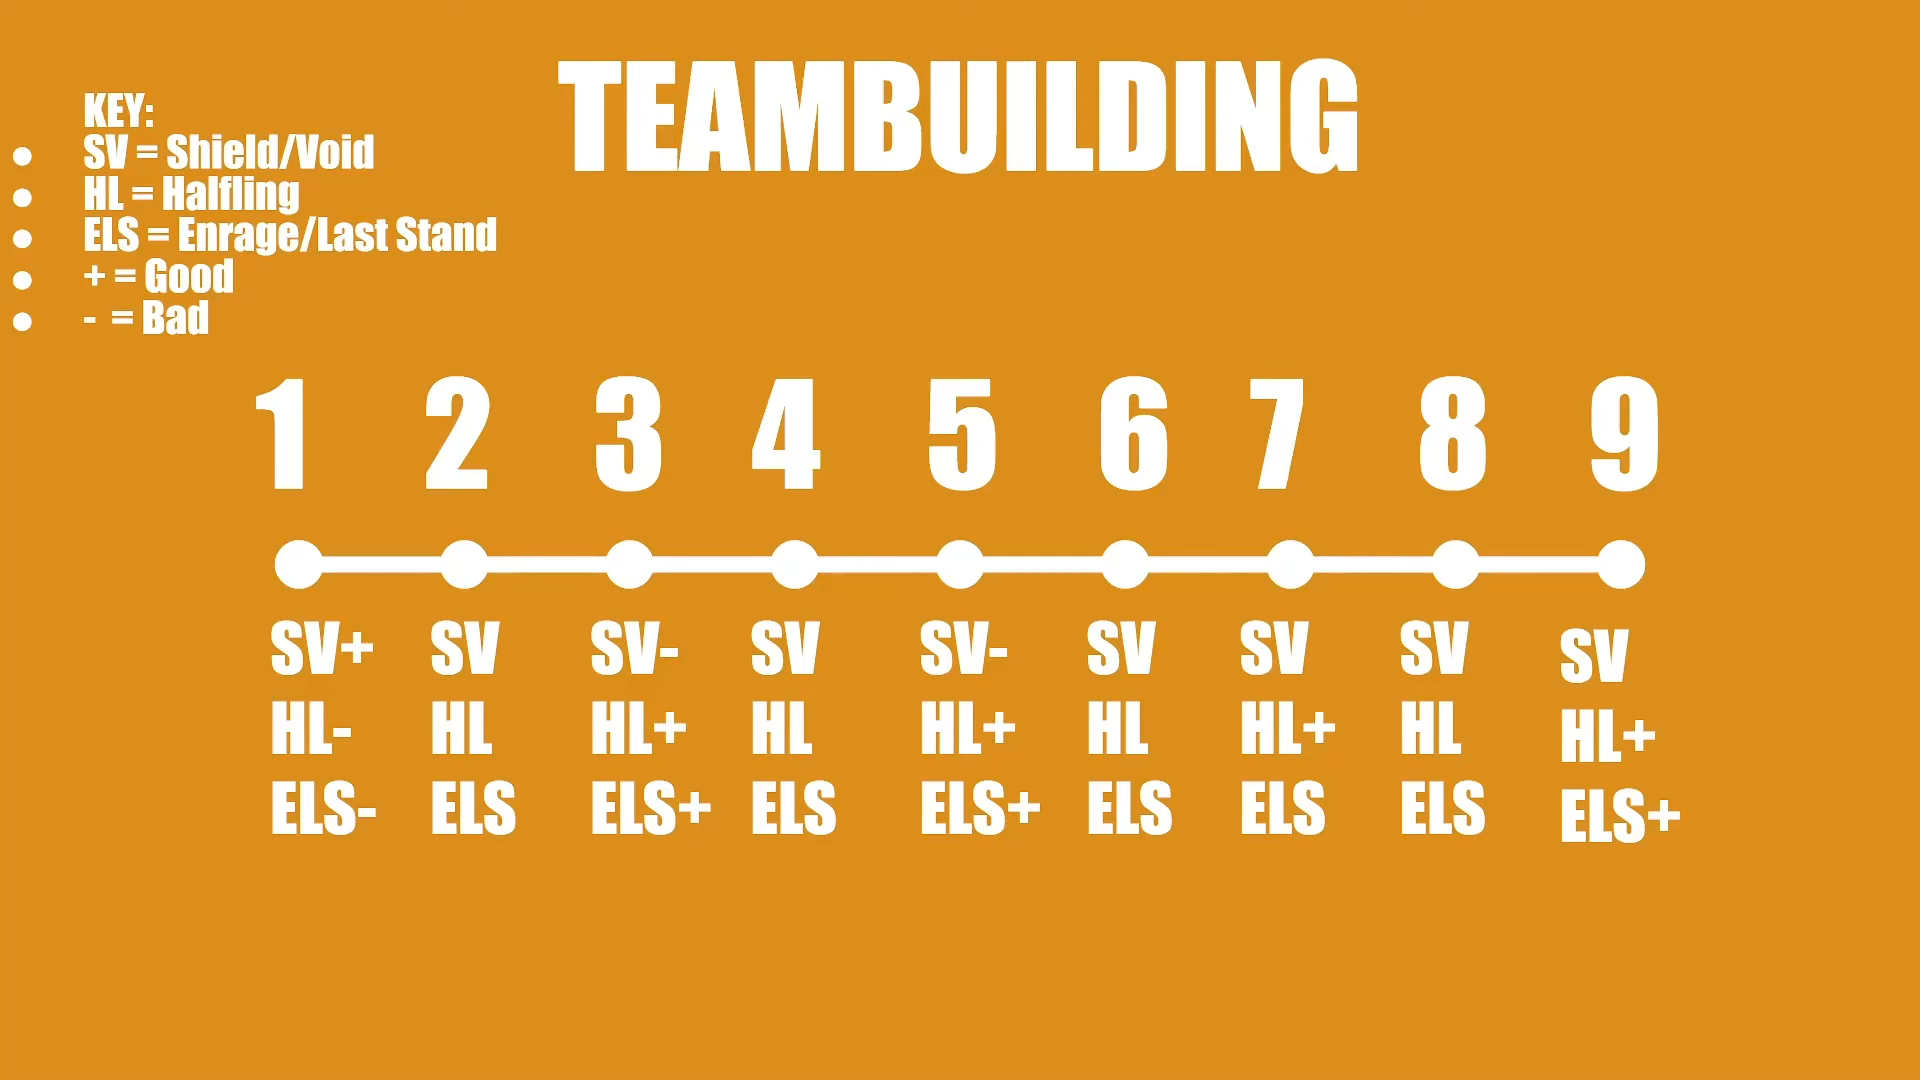 TEAMBUILDING
KEY:
● SV = Shield/Void
● HL = Halfling
● ELS = Enrage/Last Stand
● + = Good
● - = Bad
1 2 3 4 5 6 7 8 9
SV+ SV SV- SV SV- SV SV SV SV
HL- HL HL+ HL HL+ HL HL+ HL HL+
ELS- ELS ELS+ ELS ELS+ ELS ELS ELS ELS+